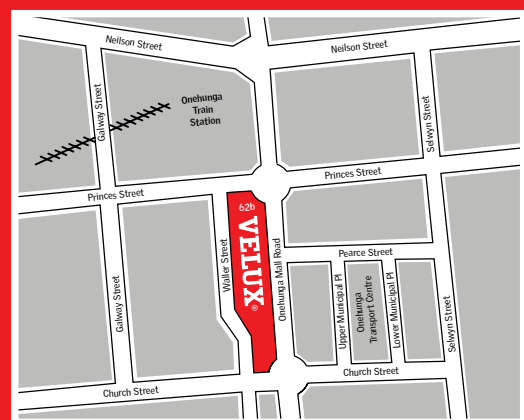 Neilson Street
Neilson Street
Galway Street
Onehunga
Train
Station
Selwyn Street
Princes Street
Princes Street
62b
VELUX®
Waller Street
Onehunga Mall Road
Pearce Street
Galway Street
Upper Municipal Pl
Onehunga
Transport Centre
Lower Municipal Pl
Selwyn Street
Church Street
Church Street